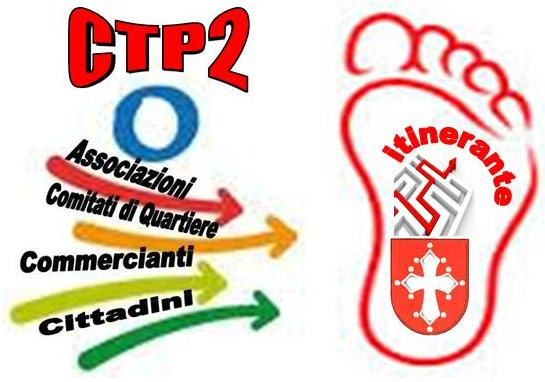 CTP2
Associazioni
Comitati di Quartiere
Commercianti
Cittadini
itinerante